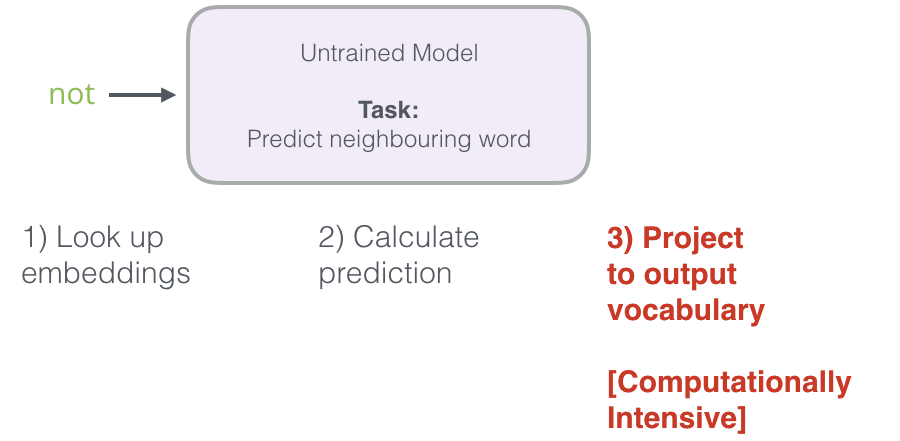 Untrained Model
not
Task:
Predict neighbouring word
1) Look up
embeddings
2) Calculate
prediction
3) Project
to output
vocabulary
[Computationally
Intensive]